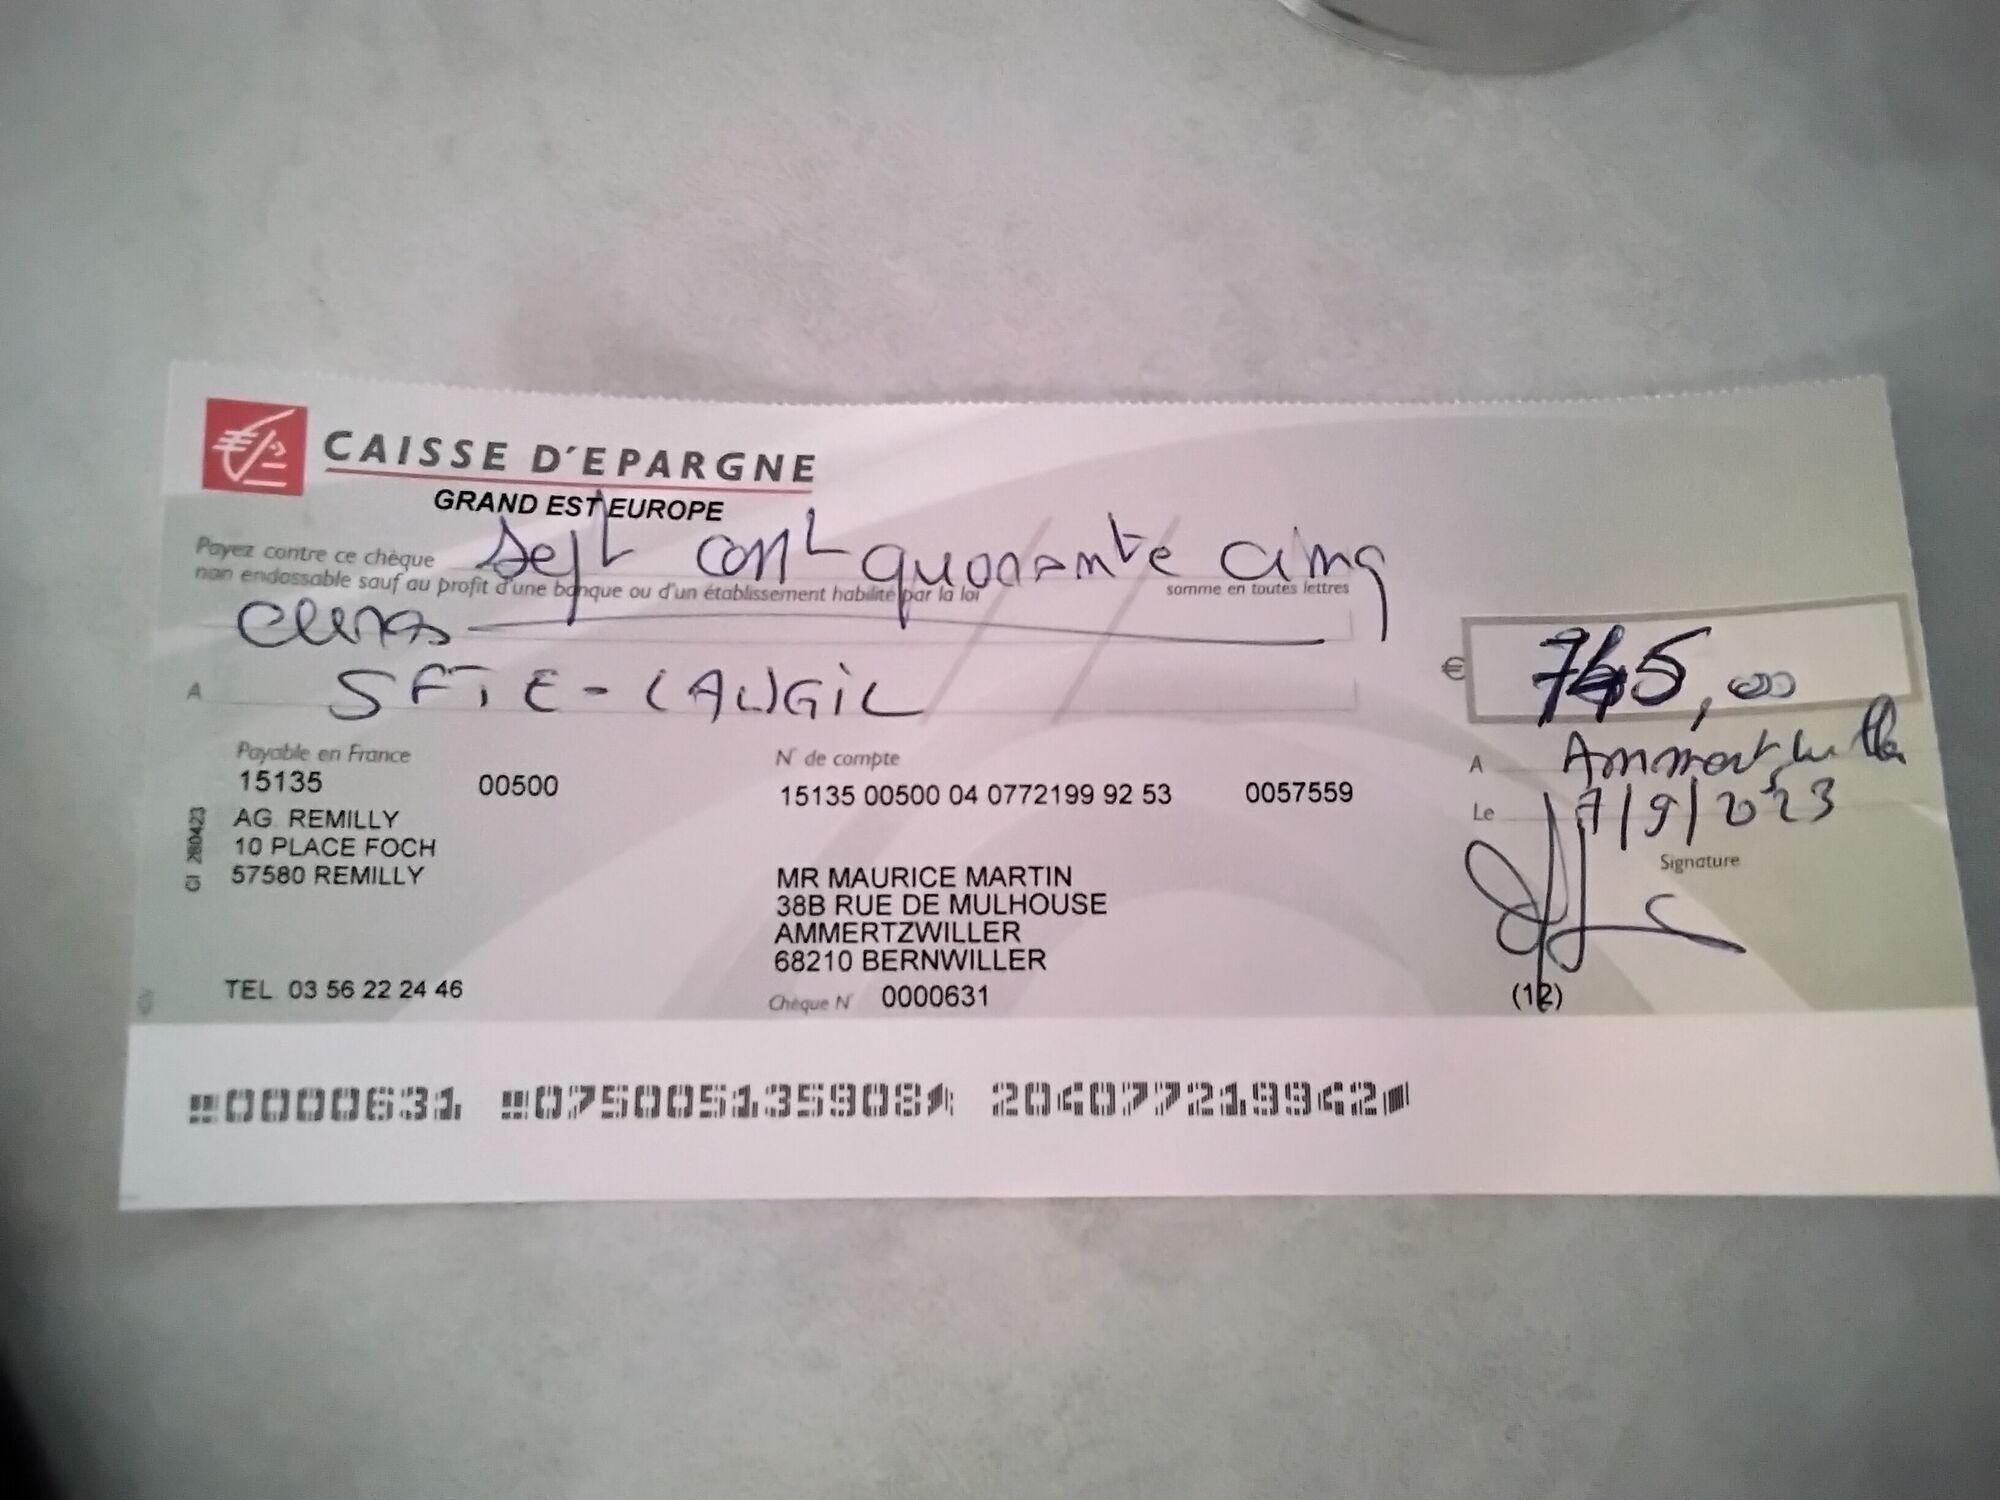 CAISSE D'EPARGNE
GRAND EST EUROPE
Payez contre ce chèque
non endossable sauf au profit d'une banque ou d'un établissement habilité par la loi
sept cent quarante cinq
somme en toutes lettres
euros
A SFTE - LAUGIL
€ 745,00
Payable en France
15135 00500
N° de compte
15135 00500 04 0772199 92 53 0057559
A
Le 7/9/2023
Signature
AG REMILLY
10 PLACE FOCH
57580 REMILLY
TEL 03 56 22 24 46
GI 280423
MR MAURICE MARTIN
38B RUE DE MULHOUSE
AMMERTZWILLER
68210 BERNWILLER
Chèque N° 0000631
(12)
0000631 075005135908 204077219942